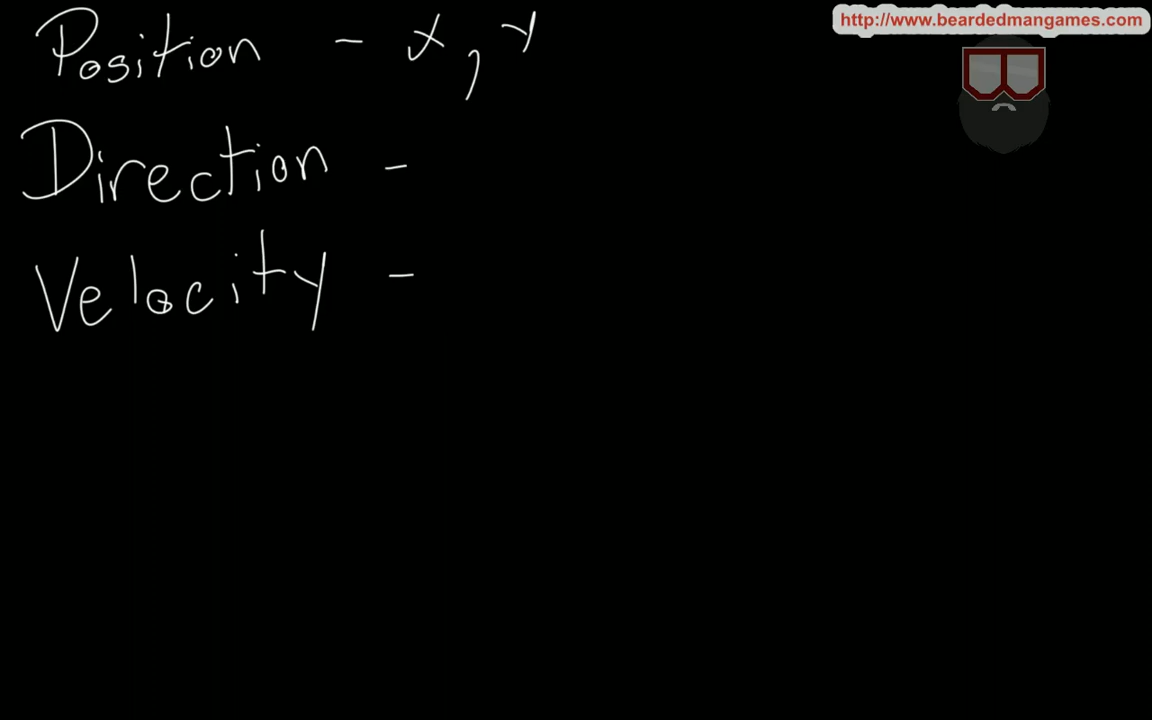 http://www.beardedmangames.com
Position - x, y
Direction -
Velocity -